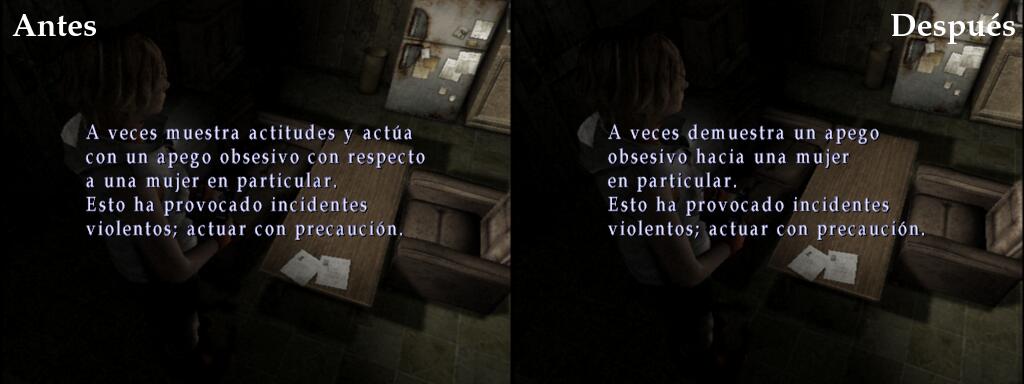 Antes
A veces muestra actitudes y actúa
con un apego obsesivo con respecto
a una mujer en particular.
Esto ha provocado incidentes
violentos; actuar con precaución.
Después
A veces demuestra un apego
obsesivo hacia una mujer
en particular.
Esto ha provocado incidentes
violentos; actuar con precaución.